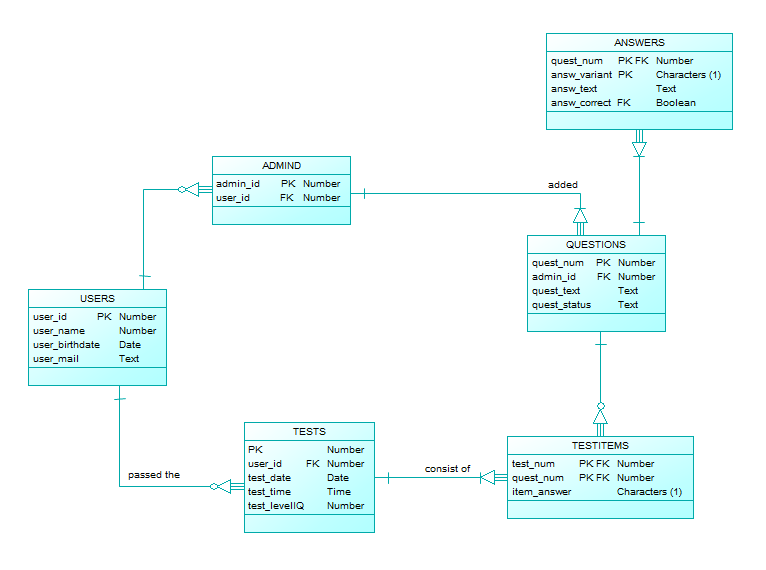 ANSWERS
quest_num PK FK Number
answ_variant PK Characters (1)
answ_text Text
answ_correct FK Boolean
ADMIND
admin_id PK Number
user_id FK Number
added
QUESTIONS
quest_num PK Number
admin_id FK Number
quest_text Text
quest_status Text
USERS
user_id PK Number
user_name Number
user_birthdate Date
user_mail Text
TESTS
PK Number
user_id FK Number
test_date Date
test_time Time
test_levelIQ Number
passed the
consist of
TESTITEMS
test_num PK FK Number
quest_num PK FK Number
item_answer Characters (1)